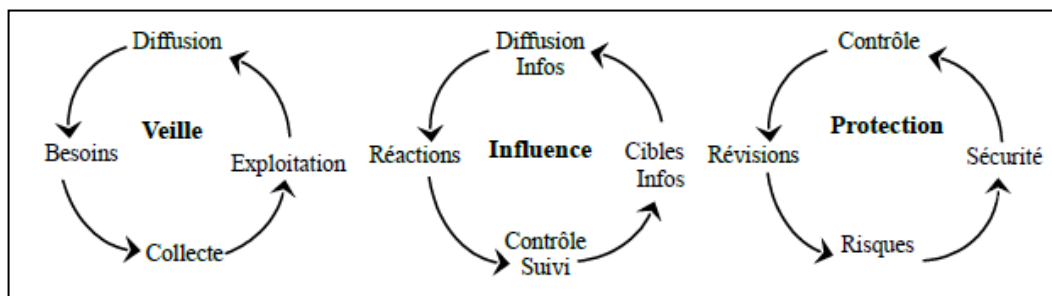 Diffusion
Veille
Besoins
Exploitation
Collecte
Diffusion
Infos
Réactions
Influence
Cibles
Infos
Contrôle
Suivi
Contrôle
Protection
Révisions
Sécurité
Risques